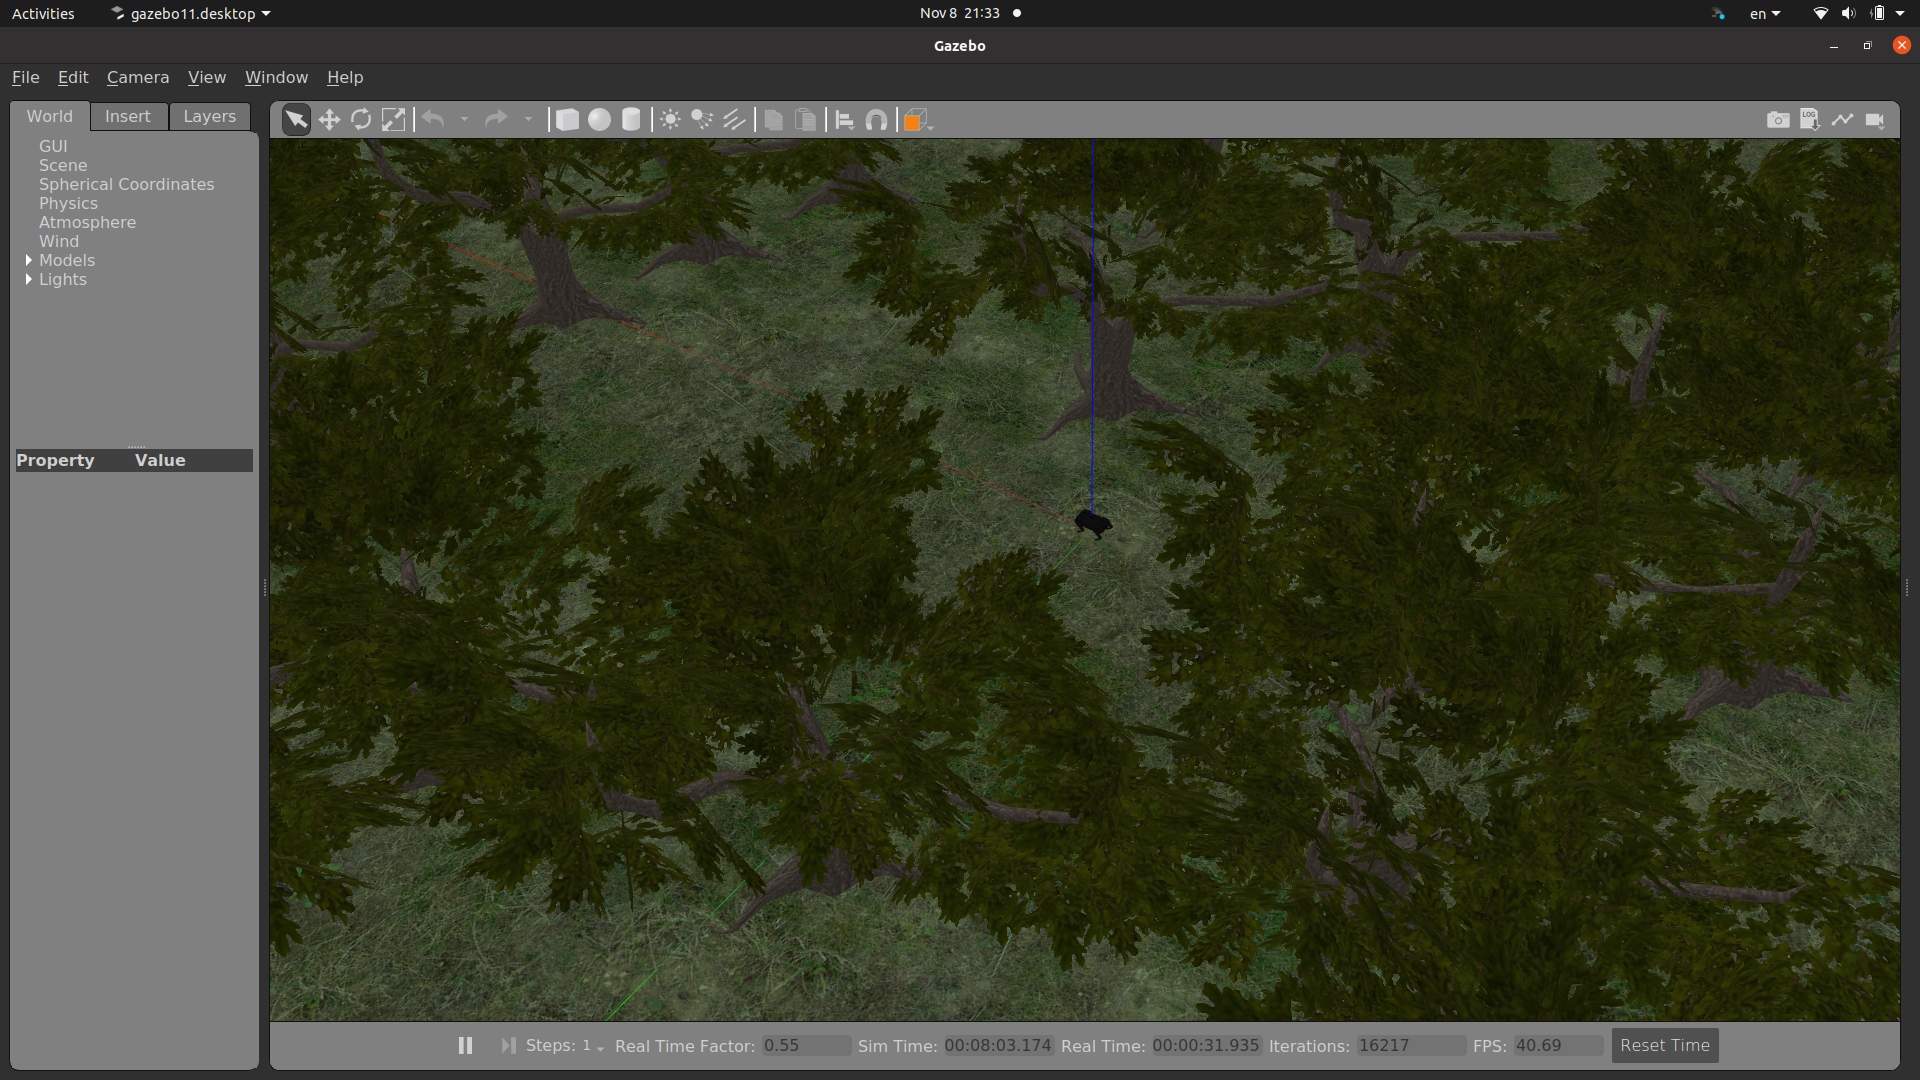 Activities gazebo11.desktop Nov 8 21:33 en
Gazebo
File Edit Camera View Window Help
World Insert Layers
LOG
GUI
Scene
Spherical Coordinates
Physics
Atmosphere
Wind
Models
Lights
Property Value
Steps: 1 Real Time Factor: 0.55 Sim Time: 00:08:03.174 Real Time: 00:00:31.935 Iterations: 16217 FPS: 40.69 Reset Time